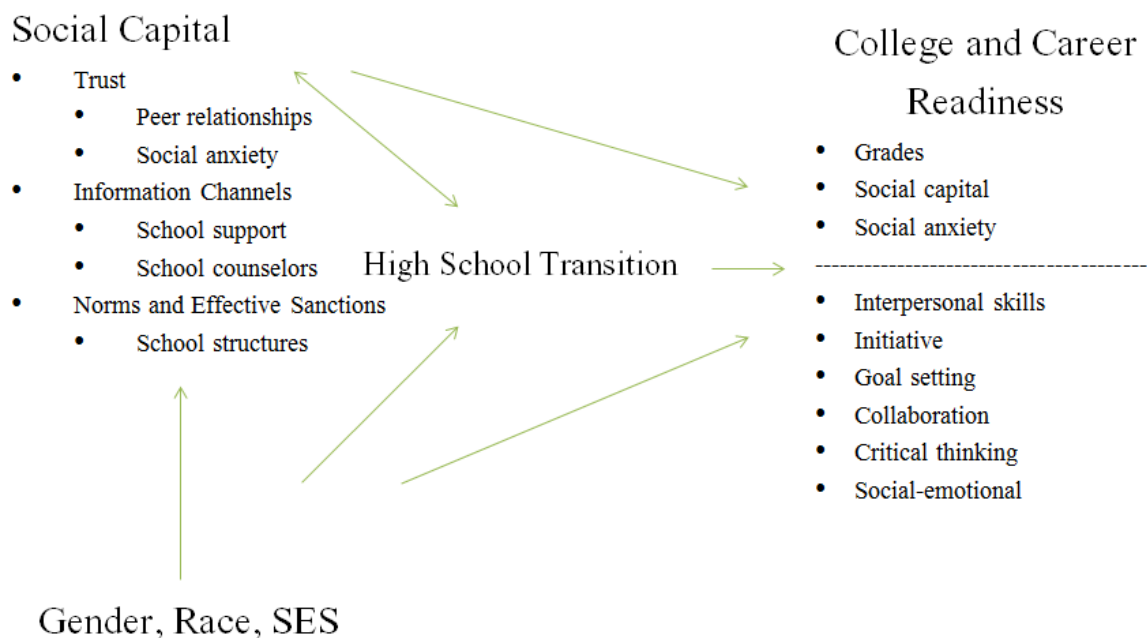 Social Capital
• Trust
• Peer relationships
• Social anxiety
• Information Channels
• School support
• School counselors
• Norms and Effective Sanctions
• School structures
High School Transition
College and Career
Readiness
• Grades
• Social capital
• Social anxiety
----------------------------------------
• Interpersonal skills
• Initiative
• Goal setting
• Collaboration
• Critical thinking
• Social-emotional
Gender, Race, SES